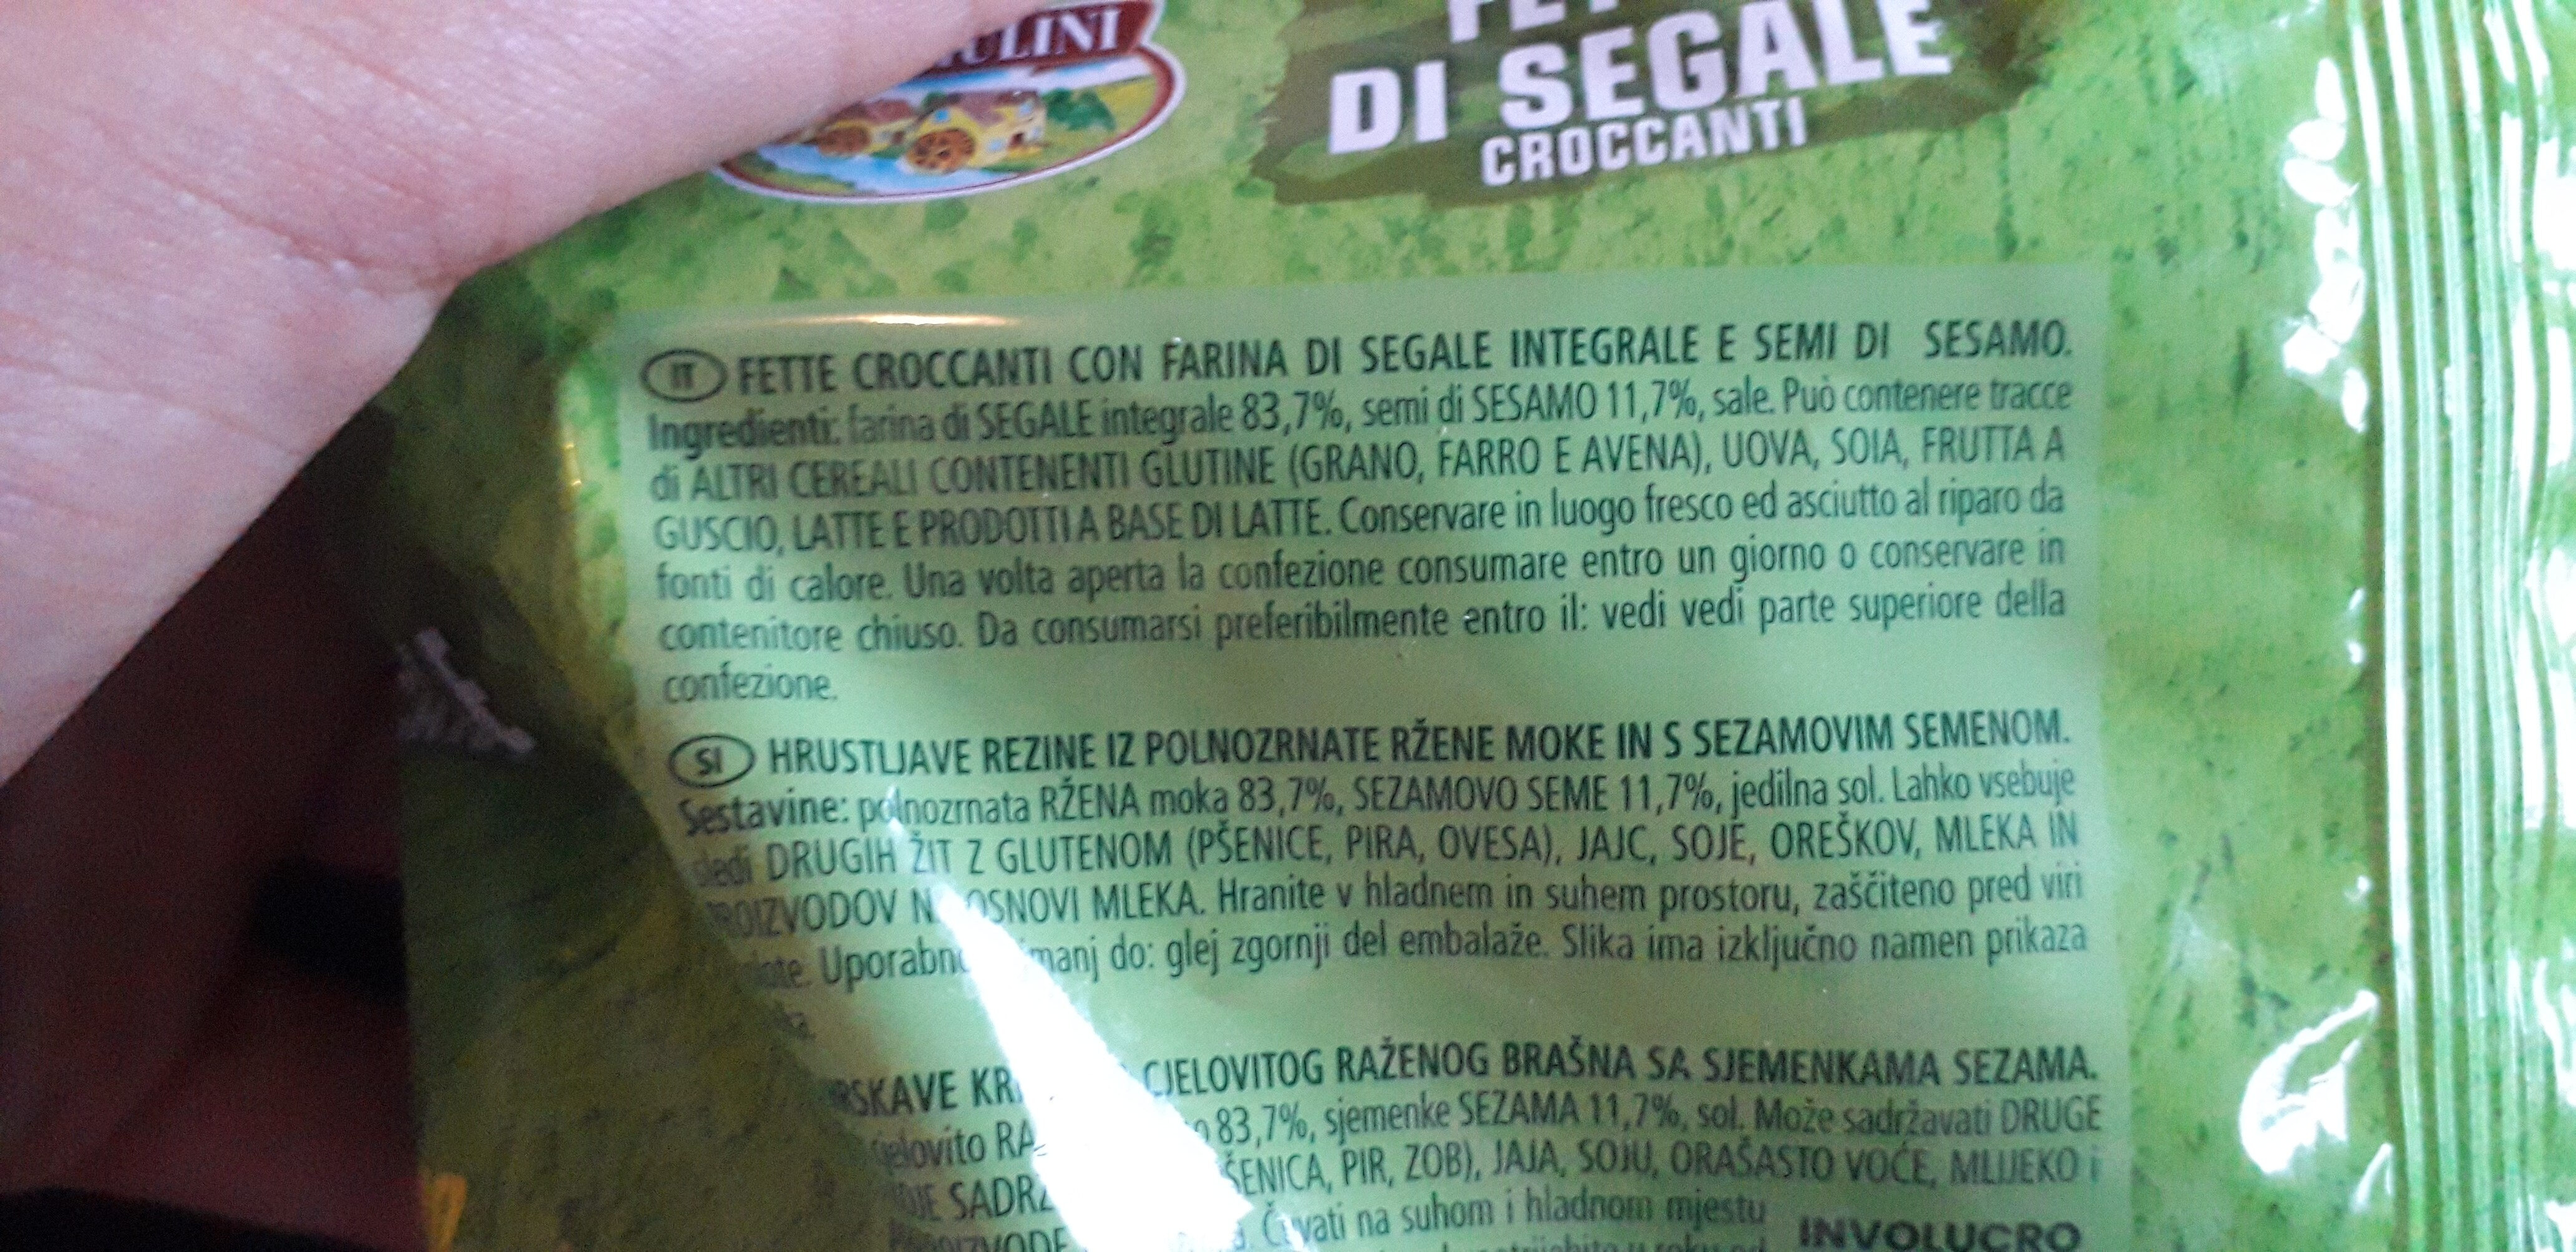 DI SEGALE
CROCCANTI
IT FETTE CROCCANTI CON FARINA DI SEGALE INTEGRALE E SEMI DI SESAMO.
Ingredienti: farina di SEGALE integrale 83,7%, semi di SESAMO 11,7%, sale. Può contenere tracce
di ALTRI CEREALI CONTENENTI GLUTINE (GRANO, FARRO E AVENA), UOVA, SOIA, FRUTTA A
GUSCIO, LATTE E PRODOTTI A BASE DI LATTE. Conservare in luogo fresco ed asciutto al riparo da
fonti di calore. Una volta aperta la confezione consumare entro un giorno o conservare in
contenitore chiuso. Da consumarsi preferibilmente entro il: vedi vedi parte superiore della
confezione.
SI HRUSTLJAVE REZINE IZ POLNOZRNATE RŽENE MOKE IN S SEZAMOVIM SEMENOM.
Sestavine: polnozrnata RŽENA moka 83,7%, SEZAMOVO SEME 11,7%, jedilna sol. Lahko vsebuje
sledi DRUGIH ŽIT Z GLUTENOM (PŠENICE, PIRA, OVESA), JAJC, SOJE, OREŠKOV, MLEKA IN
OSNOVI MLEKA. Hranite v hladnem in suhem prostoru, zaščiteno pred viri
manj do: glej zgornji del embalaže. Slika ima izključno namen prikaza
CJELOVITOG RAŽENOG BRAŠNA SA SJEMENKAMA SEZAMA.
83,7%, sjemenke SEZAMA 11,7%, sol. Može sadržavati DRUGE
PIR, ZOB), JAJA, SOJU, ORAŠASTO VOĆE, MLIJEKO i
na suhom i hladnom mjestu
INVOLUCRO